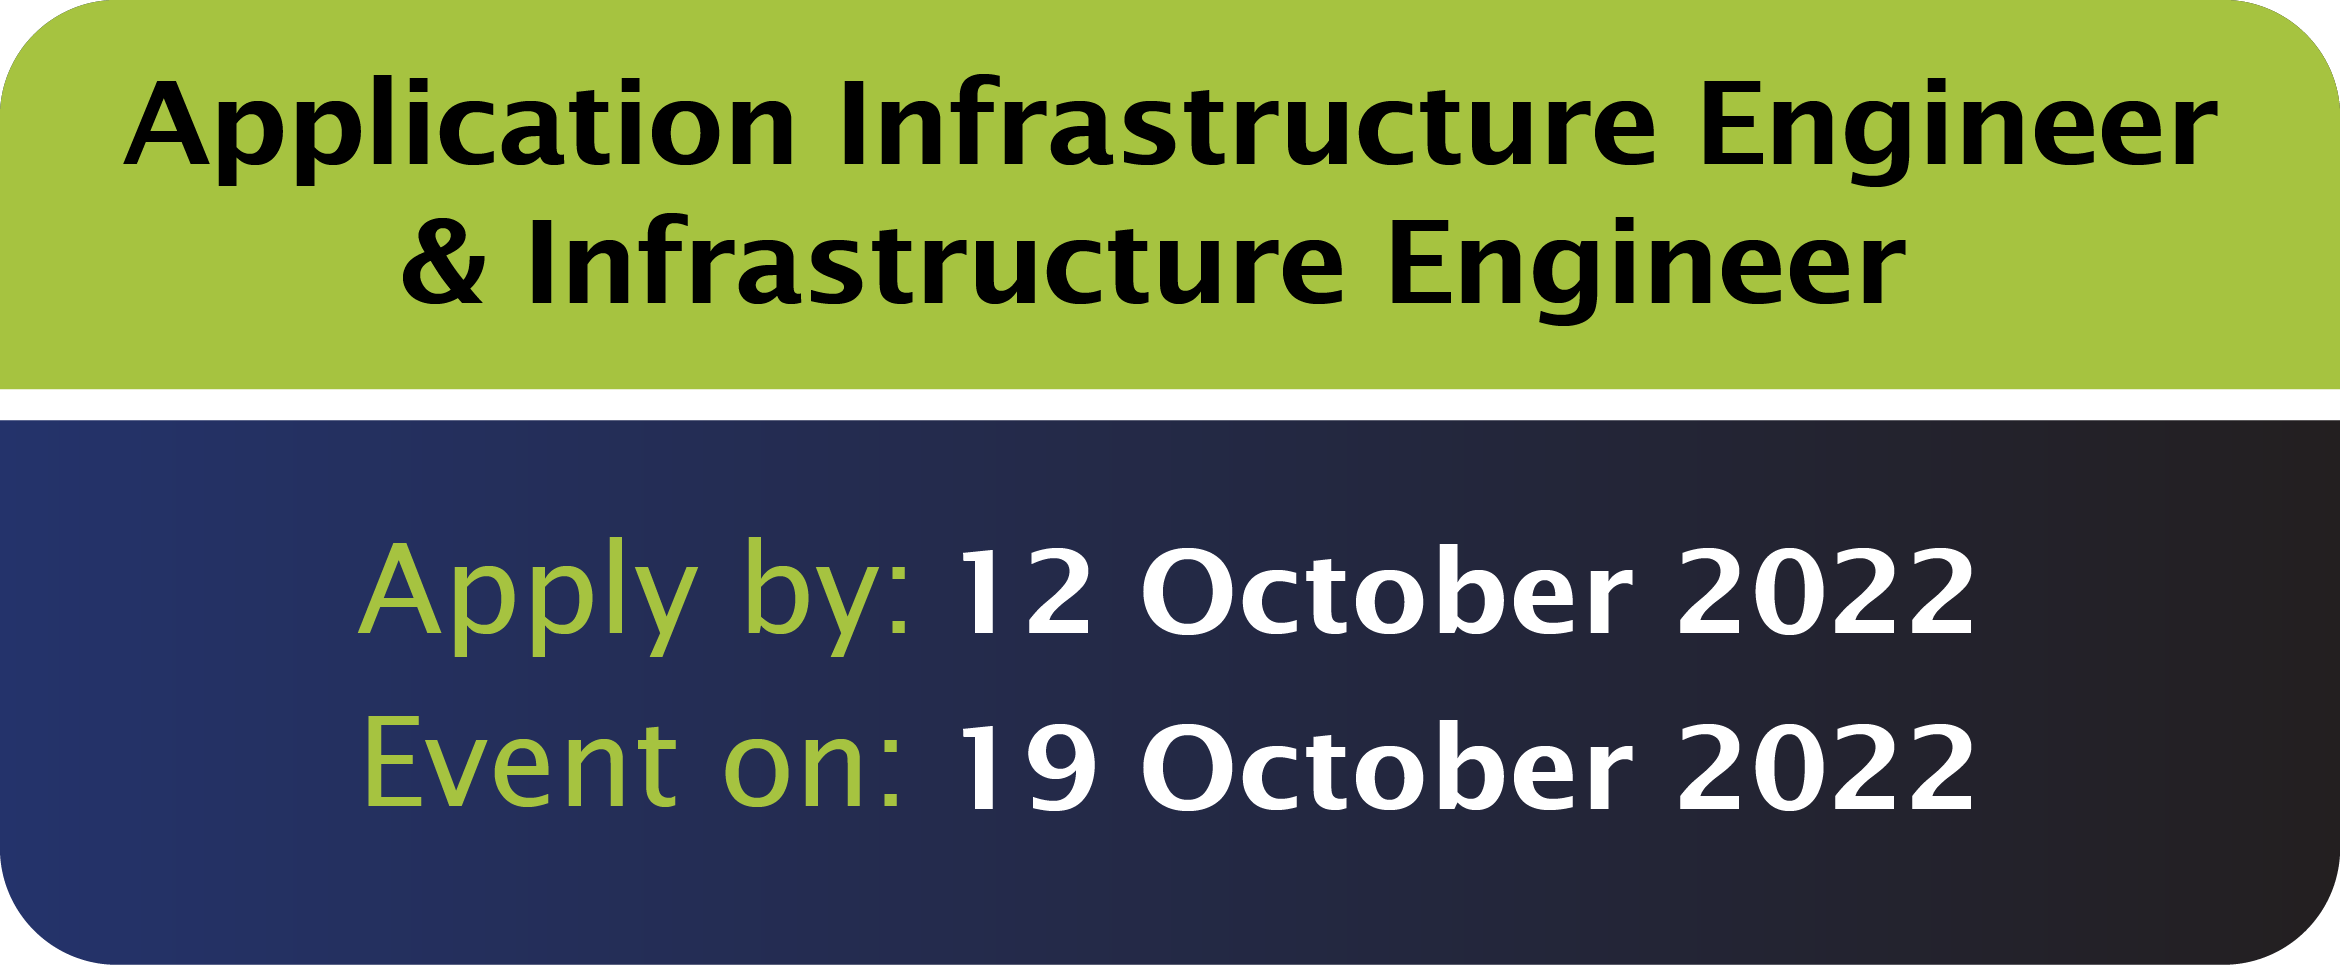 Application Infrastructure Engineer
& Infrastructure Engineer
Apply by: 12 October 2022
Event on: 19 October 2022